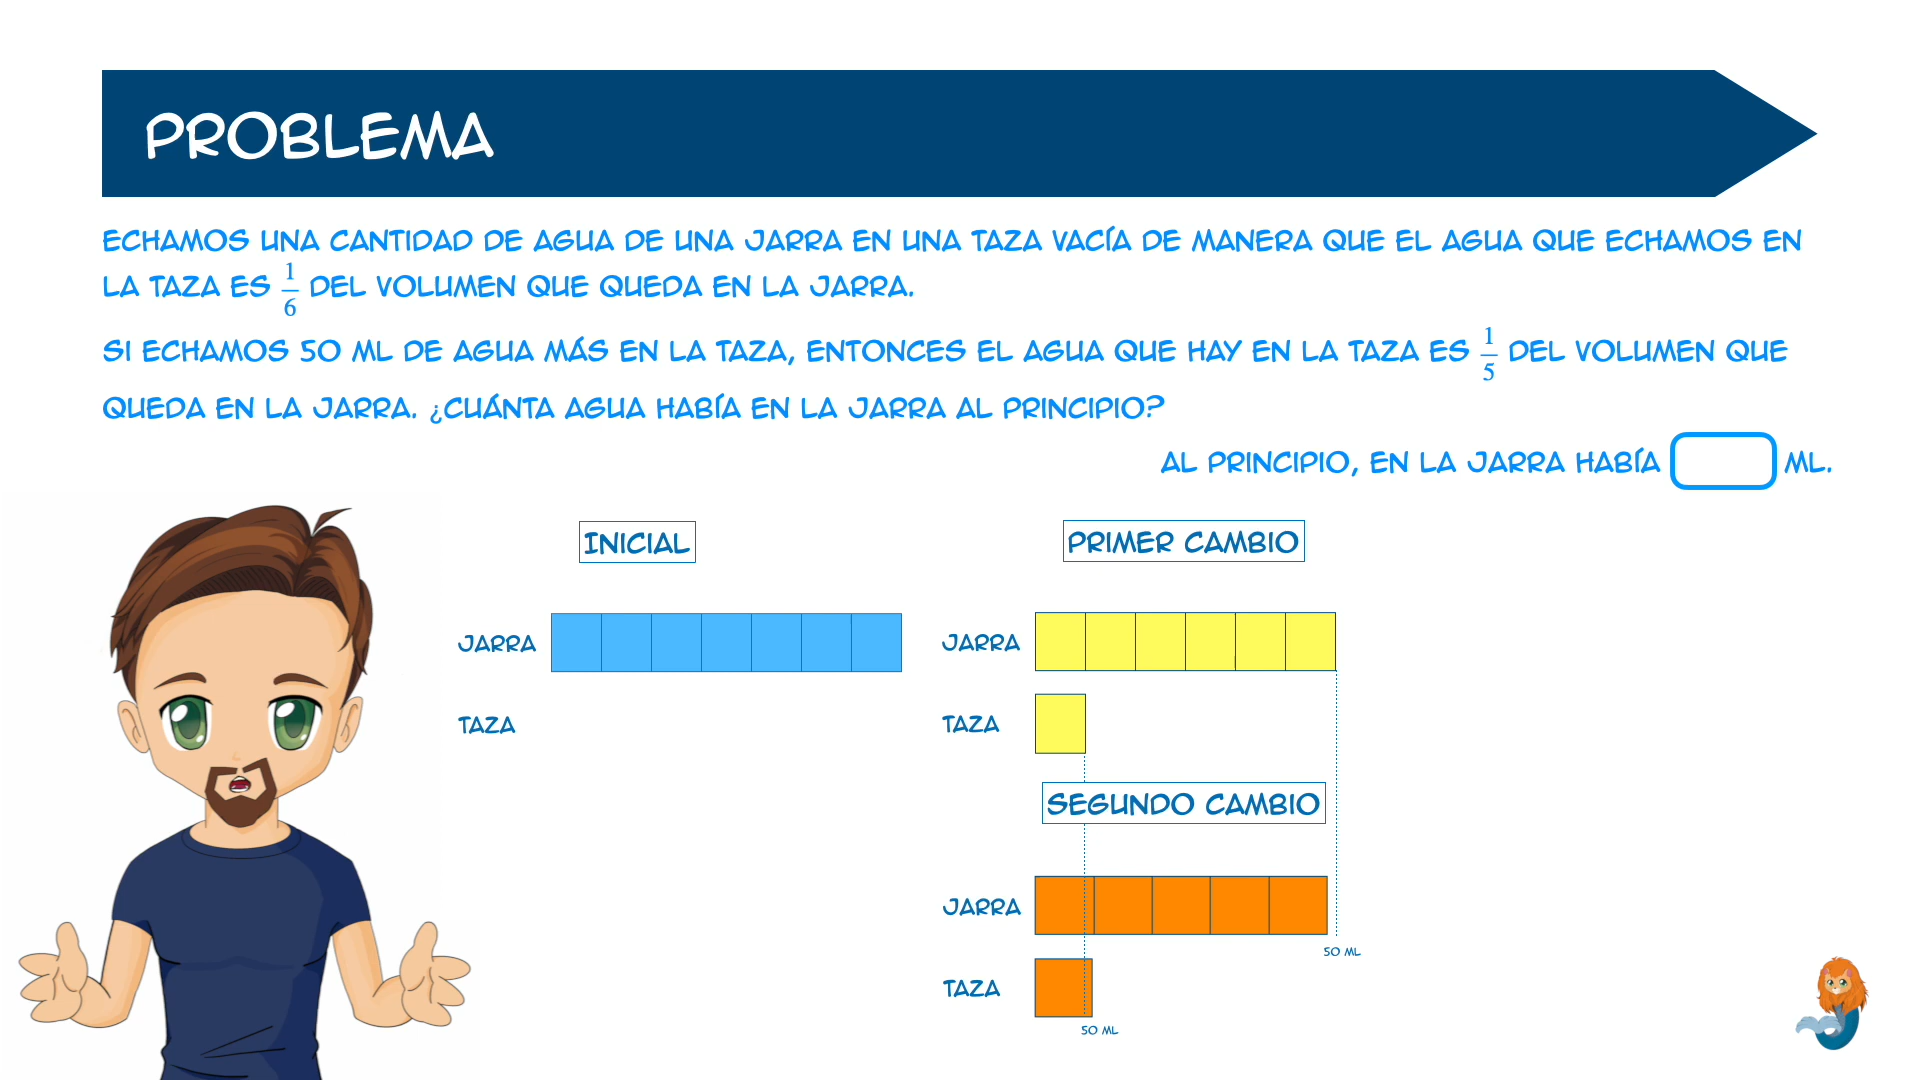 PROBLEMA
ECHAMOS UNA CANTIDAD DE AGUA DE UNA JARRA EN UNA TAZA VACÍA DE MANERA QUE EL AGUA QUE ECHAMOS EN
LA TAZA ES 1/6 DEL VOLUMEN QUE QUEDA EN LA JARRA.
SI ECHAMOS 50 ML DE AGUA MÁS EN LA TAZA, ENTONCES EL AGUA QUE HAY EN LA TAZA ES 1/5 DEL VOLUMEN QUE
QUEDA EN LA JARRA. ¿CUÁNTA AGUA HABÍA EN LA JARRA AL PRINCIPIO?
AL PRINCIPIO, EN LA JARRA HABÍA ML.
INICIAL
JARRA
TAZA
PRIMER CAMBIO
JARRA
TAZA
SEGUNDO CAMBIO
JARRA
50 ML
TAZA
50 ML